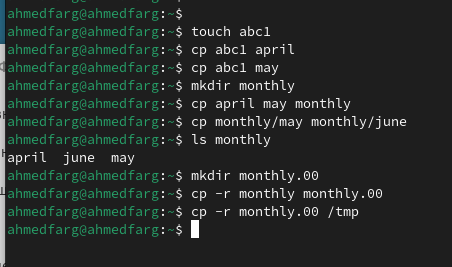 ahmedfarg@ahmedfarg:~$
ahmedfarg@ahmedfarg:~$ touch abc1
ahmedfarg@ahmedfarg:~$ cp abc1 april
ahmedfarg@ahmedfarg:~$ cp abc1 may
ahmedfarg@ahmedfarg:~$ mkdir monthly
ahmedfarg@ahmedfarg:~$ cp april may monthly
ahmedfarg@ahmedfarg:~$ cp monthly/may monthly/june
ahmedfarg@ahmedfarg:~$ ls monthly
april  june  may
ahmedfarg@ahmedfarg:~$ mkdir monthly.00
ahmedfarg@ahmedfarg:~$ cp -r monthly monthly.00
ahmedfarg@ahmedfarg:~$ cp -r monthly.00 /tmp
ahmedfarg@ahmedfarg:~$